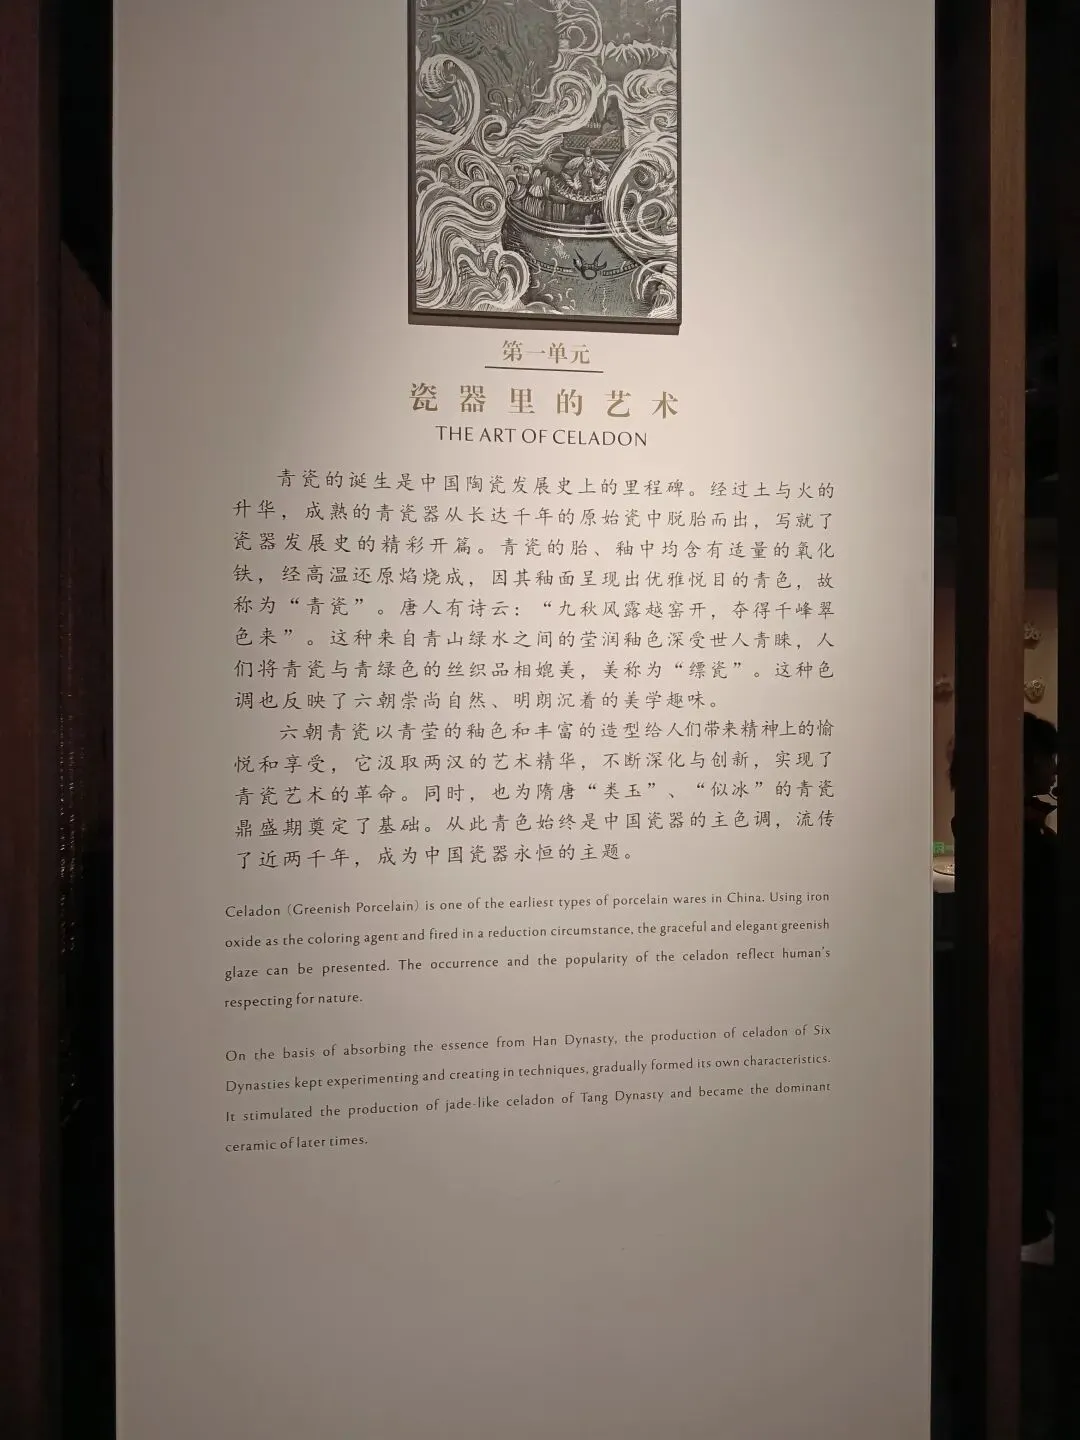 第一单元
瓷器里的艺术
THE ART OF CELADON
青瓷的诞生是中国陶瓷发展史上的里程碑。经过土与火的
升华，成熟的青瓷器从长达千年的原始瓷中脱胎而出，写就了
瓷器发展史的精彩开篇。青瓷的胎、釉中均含有适量的氧化
铁，经高温还原焰烧成，因其釉面呈现出优雅悦目的青色，故
称为“青瓷”。唐人有诗云：“九秋风露越窑开，夺得千峰翠
色来”。这种来自青山绿水之间的莹润釉色深受世人青睐，人
们将青瓷与青绿色的丝织品相媲美，美称为“缥瓷”。这种色
调也反映了六朝崇尚自然、明朗沉着的美学趣味。
六朝青瓷以青莹的釉色和丰富的造型给人们带来精神上的愉
悦和享受，它汲取两汉的艺术精华，不断深化与创新，实现了
青瓷艺术的革命。同时，也为隋唐“类玉”、“似冰”的青瓷
鼎盛期奠定了基础。从此青色始终是中国瓷器的主色调，流传
了近两千年，成为中国瓷器永恒的主题。
Celadon (Greenish Porcelain) is one of the earliest types of porcelain wares in China. Using iron
oxide as the coloring agent and fired in a reduction circumstance, the graceful and elegant greenish
glaze can be presented. The occurrence and the popularity of the celadon reflect human's
respecting for nature.
On the basis of absorbing the essence from Han Dynasty, the production of celadon of Six
Dynasties kept experimenting and creating in techniques, gradually formed its own characteristics.
It stimulated the production of jade-like celadon of Tang Dynasty and became the dominant
ceramic of later times.